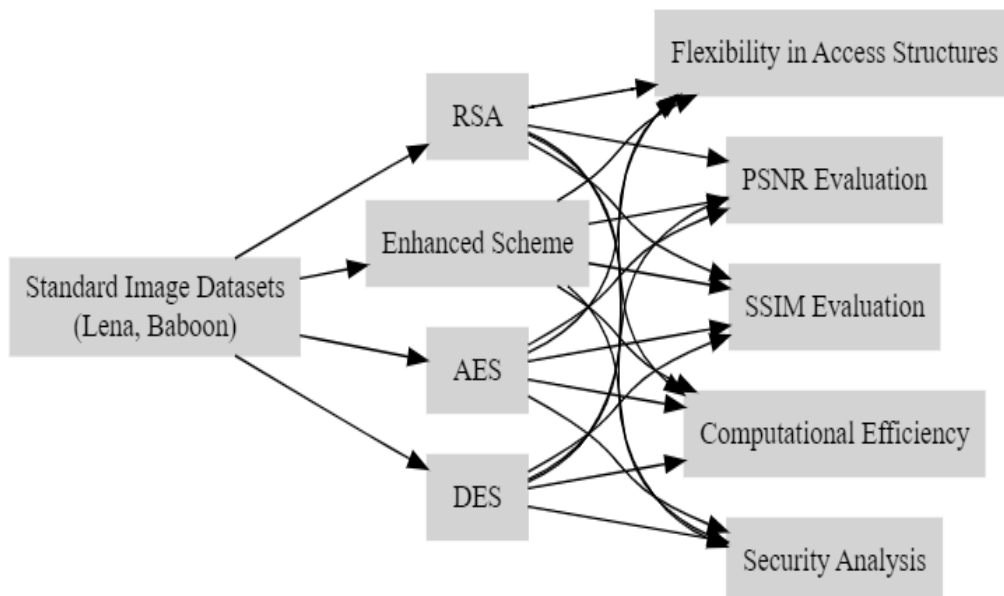 Standard Image Datasets
(Lena, Baboon)
RSA
Enhanced Scheme
AES
DES
Flexibility in Access Structures
PSNR Evaluation
SSIM Evaluation
Computational Efficiency
Security Analysis